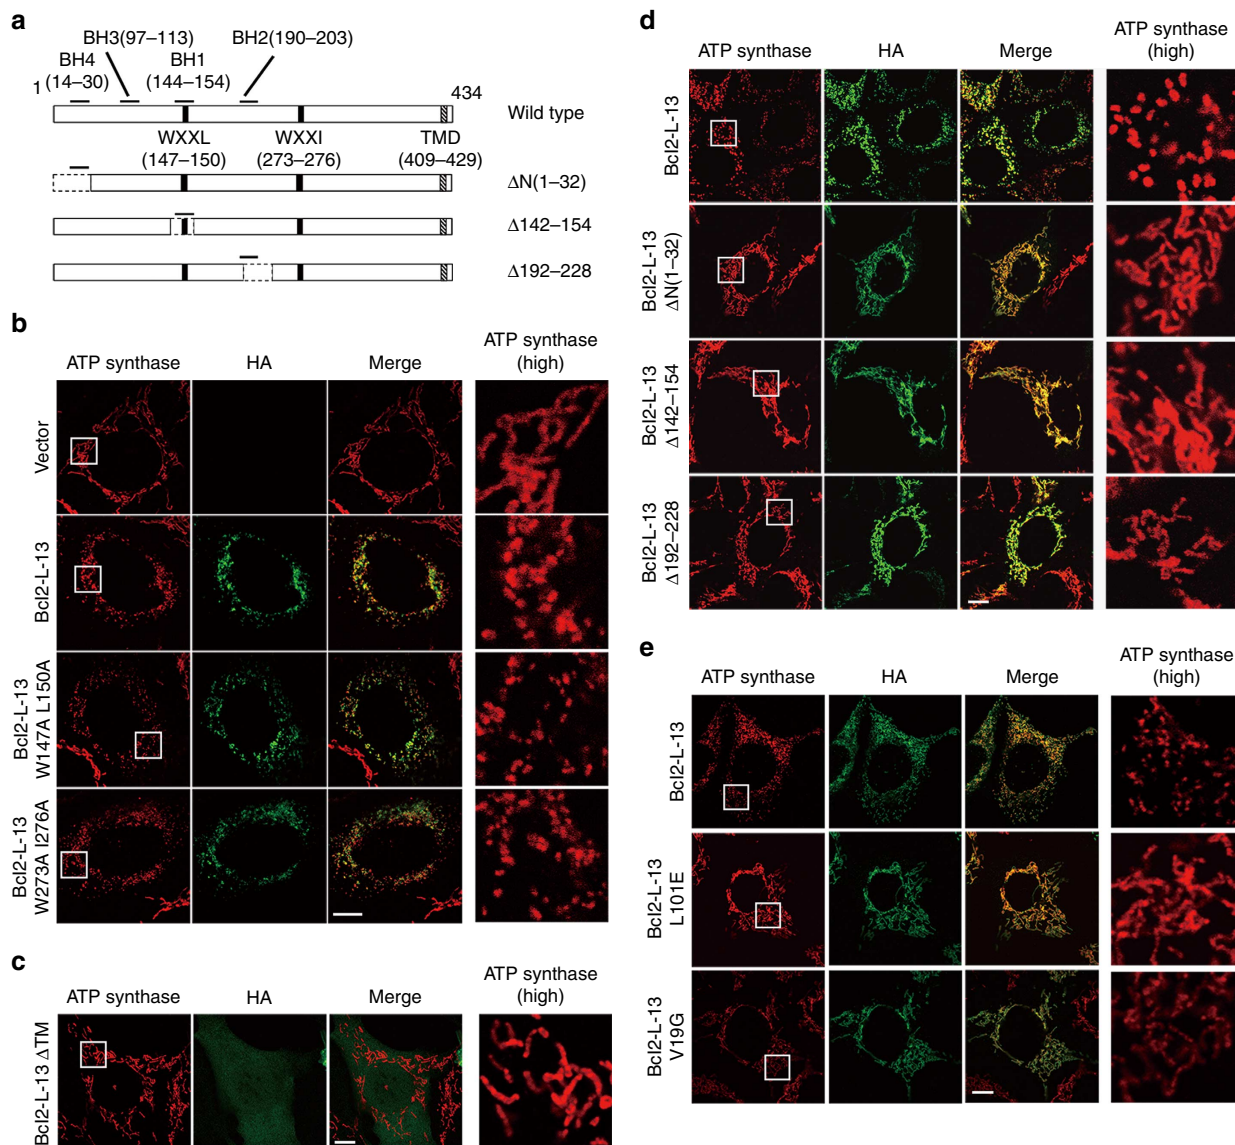 a
BH3(97–113)
BH2(190–203)
BH4
(14–30)
BH1
(144–154)
1
434
Wild type
WXXL
(147–150)
WXXI
(273–276)
TMD
(409–429)
ΔN(1–32)
Δ142–154
Δ192–228
b
ATP synthase
HA
Merge
ATP synthase
(high)
Vector
Bcl2-L-13
Bcl2-L-13
W147A L150A
Bcl2-L-13
W273A I276A
c
ATP synthase
HA
Merge
ATP synthase
(high)
Bcl2-L-13 ΔTM
d
ATP synthase
HA
Merge
ATP synthase
(high)
Bcl2-L-13
Bcl2-L-13
ΔN(1–32)
Bcl2-L-13
Δ142–154
Bcl2-L-13
Δ192–228
e
ATP synthase
HA
Merge
ATP synthase
(high)
Bcl2-L-13
Bcl2-L-13
L101E
Bcl2-L-13
V19G